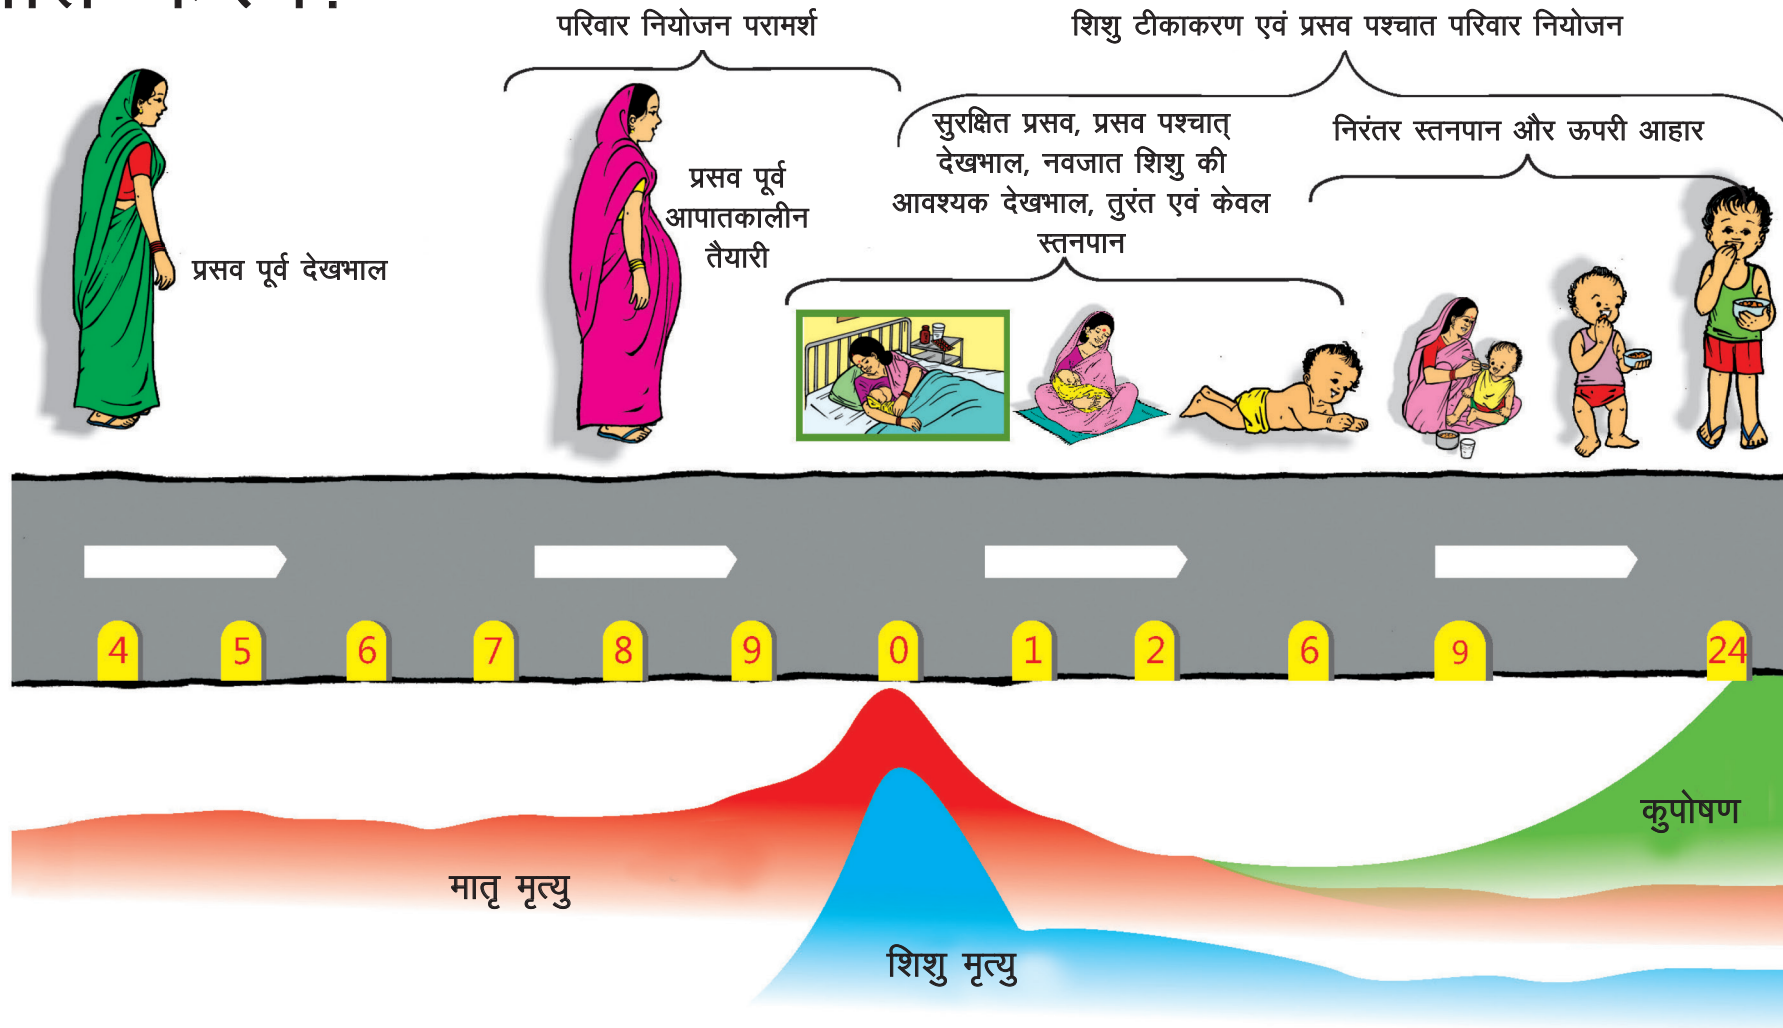 परिवार नियोजन परामर्श
शिशु टीकाकरण एवं प्रसव पश्चात परिवार नियोजन
प्रसव पूर्व देखभाल
प्रसव पूर्व
आपातकालीन
तैयारी
सुरक्षित प्रसव, प्रसव पश्चात्
देखभाल, नवजात शिशु की
आवश्यक देखभाल, तुरंत एवं केवल
स्तनपान
निरंतर स्तनपान और ऊपरी आहार
4 5 6 7 8 9 0 1 2 6 9 24
मातृ मृत्यु
शिशु मृत्यु
कुपोषण